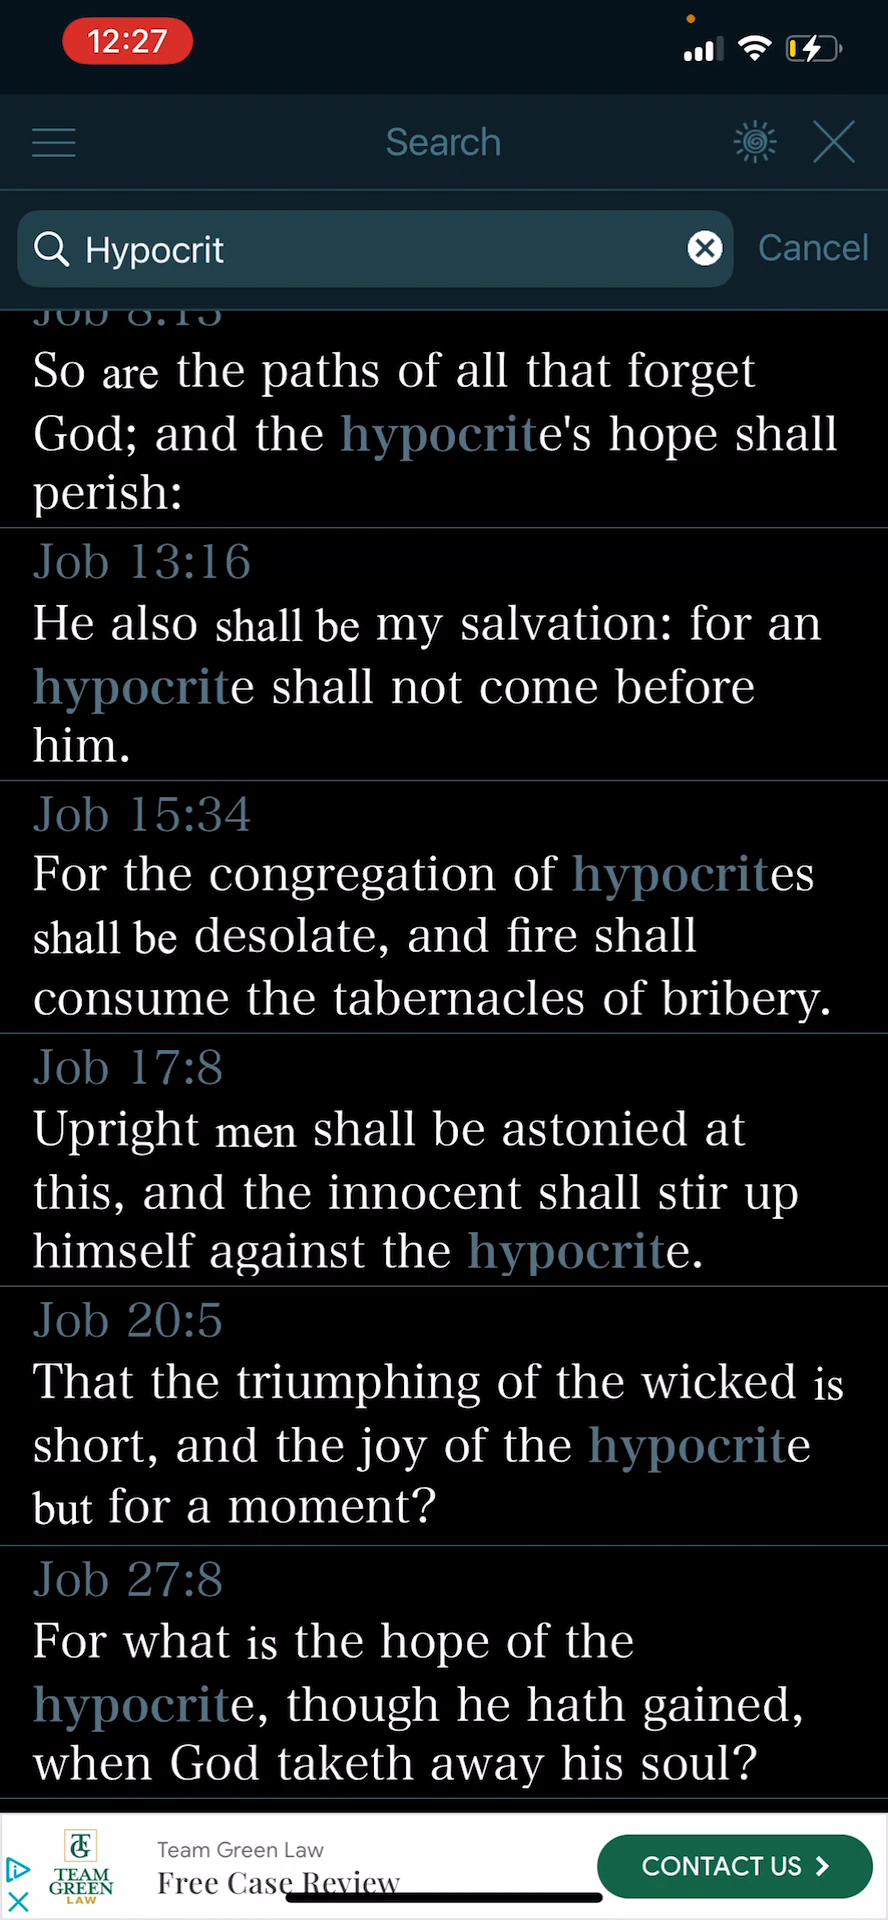 12:27
Search
Hypocrit
Cancel
Job 8:13
So are the paths of all that forget
God; and the hypocrite's hope shall
perish:
Job 13:16
He also shall be my salvation: for an
hypocrite shall not come before
him.
Job 15:34
For the congregation of hypocrites
shall be desolate, and fire shall
consume the tabernacles of bribery.
Job 17:8
Upright men shall be astonied at
this, and the innocent shall stir up
himself against the hypocrite.
Job 20:5
That the triumphing of the wicked is
short, and the joy of the hypocrite
but for a moment?
Job 27:8
For what is the hope of the
hypocrite, though he hath gained,
when God taketh away his soul?
TEAM
GREEN
LAW
Team Green Law
Free Case Review
CONTACT US